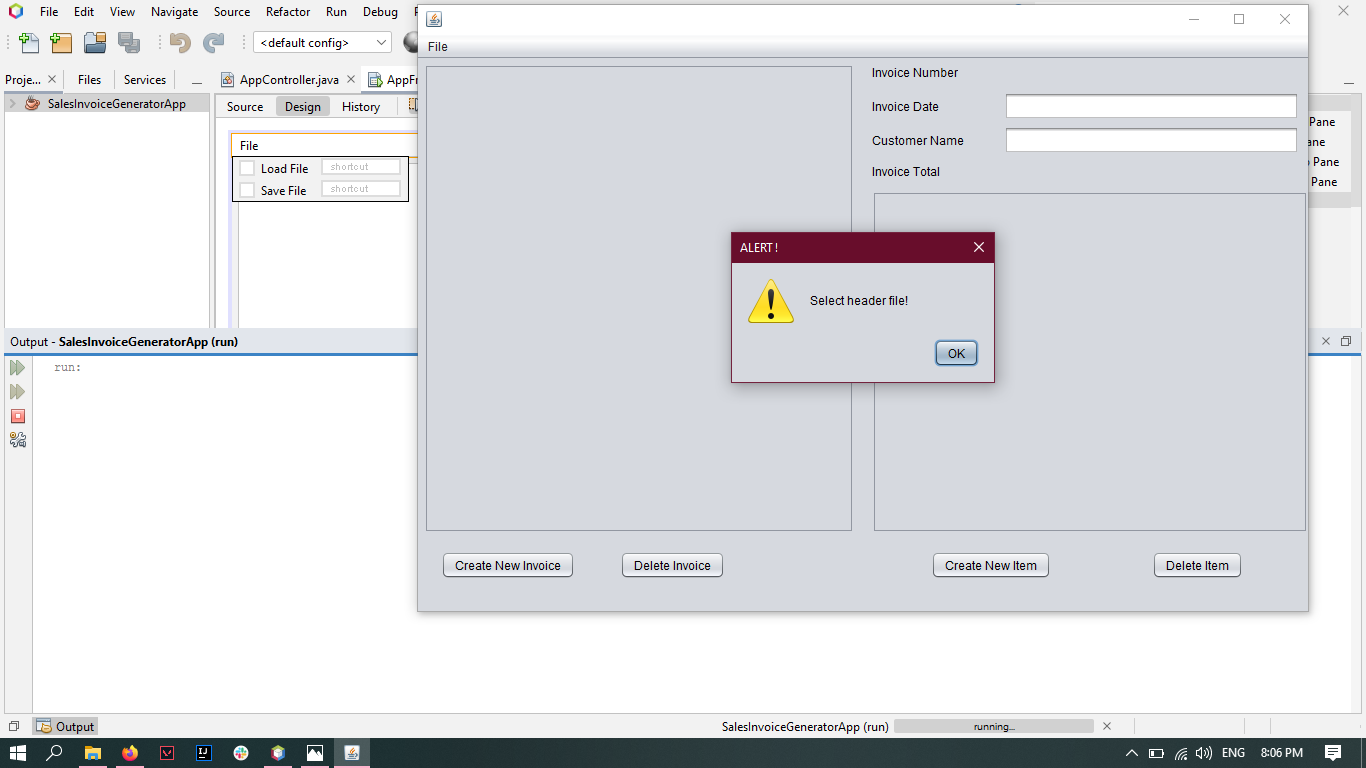 File Edit View Navigate Source Refactor Run Debug
<default config>
Proje... Files Services
AppController.java
SalesInvoiceGeneratorApp
Source Design History
File
Load File shortcut
Save File shortcut
File
Invoice Number
Invoice Date
Customer Name
Invoice Total
Pane
Pane
Pane
ALERT!
Select header file!
OK
Create New Invoice Delete Invoice Create New Item Delete Item
Output - SalesInvoiceGeneratorApp (run)
run:
Output
SalesInvoiceGeneratorApp (run) running...
ENG 8:06 PM